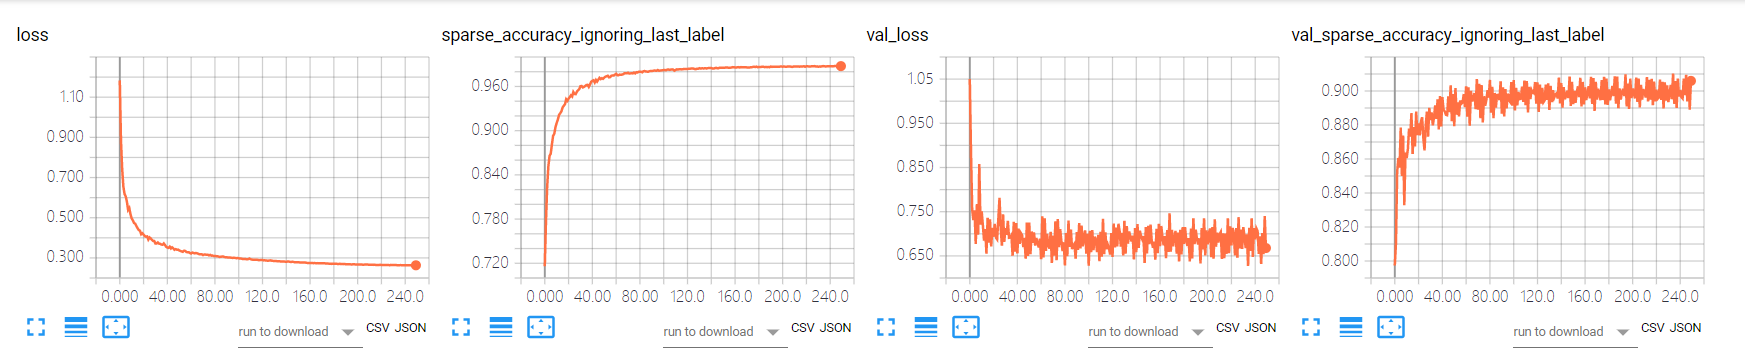 loss
1.10
0.900
0.700
0.500
0.300
0.000 40.00 80.00 120.0 160.0 200.0 240.0
run to download CSV JSON
sparse_accuracy_ignoring_last_label
0.960
0.900
0.840
0.780
0.720
0.000 40.00 80.00 120.0 160.0 200.0 240.0
run to download CSV JSON
val_loss
1.05
0.950
0.850
0.750
0.650
0.000 40.00 80.00 120.0 160.0 200.0 240.0
run to download CSV JSON
val_sparse_accuracy_ignoring_last_label
0.900
0.880
0.860
0.840
0.820
0.800
0.000 40.00 80.00 120.0 160.0 200.0 240.0
run to download CSV JSON